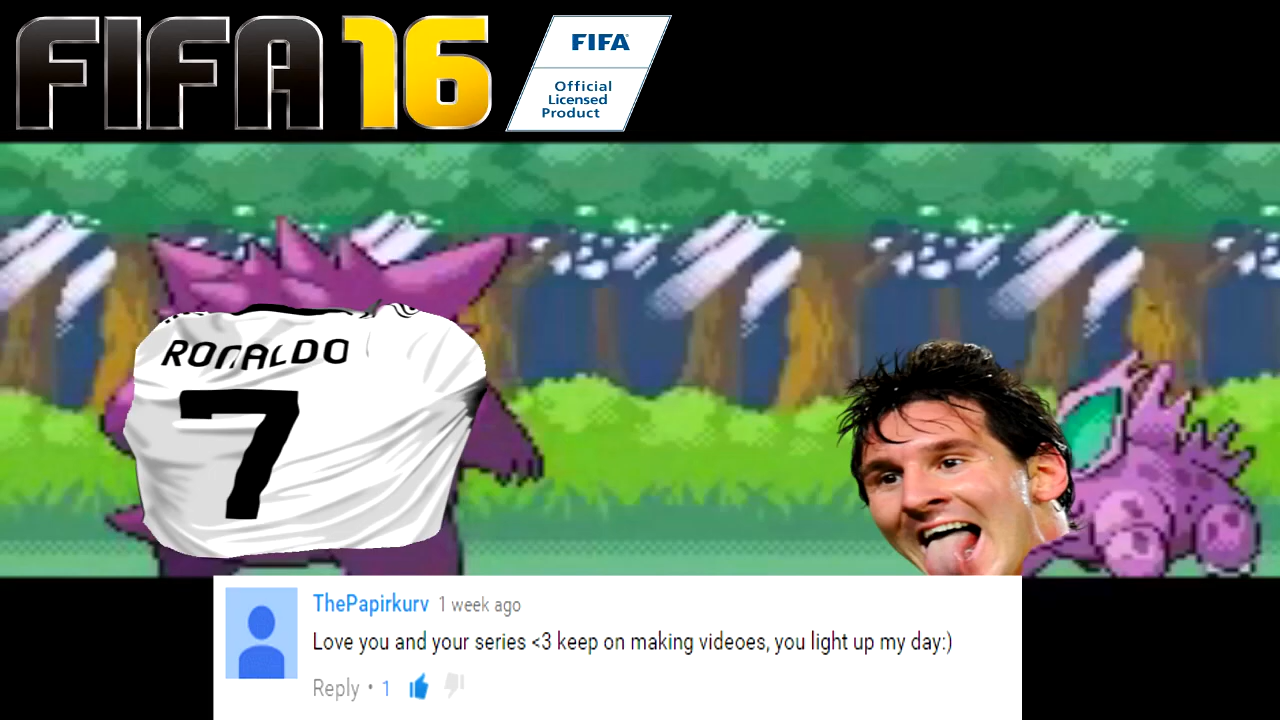 FIFA 16
FIFA
Official
Licensed
Product
RONALDO
7
ThePapirkurv 1 week ago
Love you and your series <3 keep on making videoes, you light up my day:)
Reply • 1